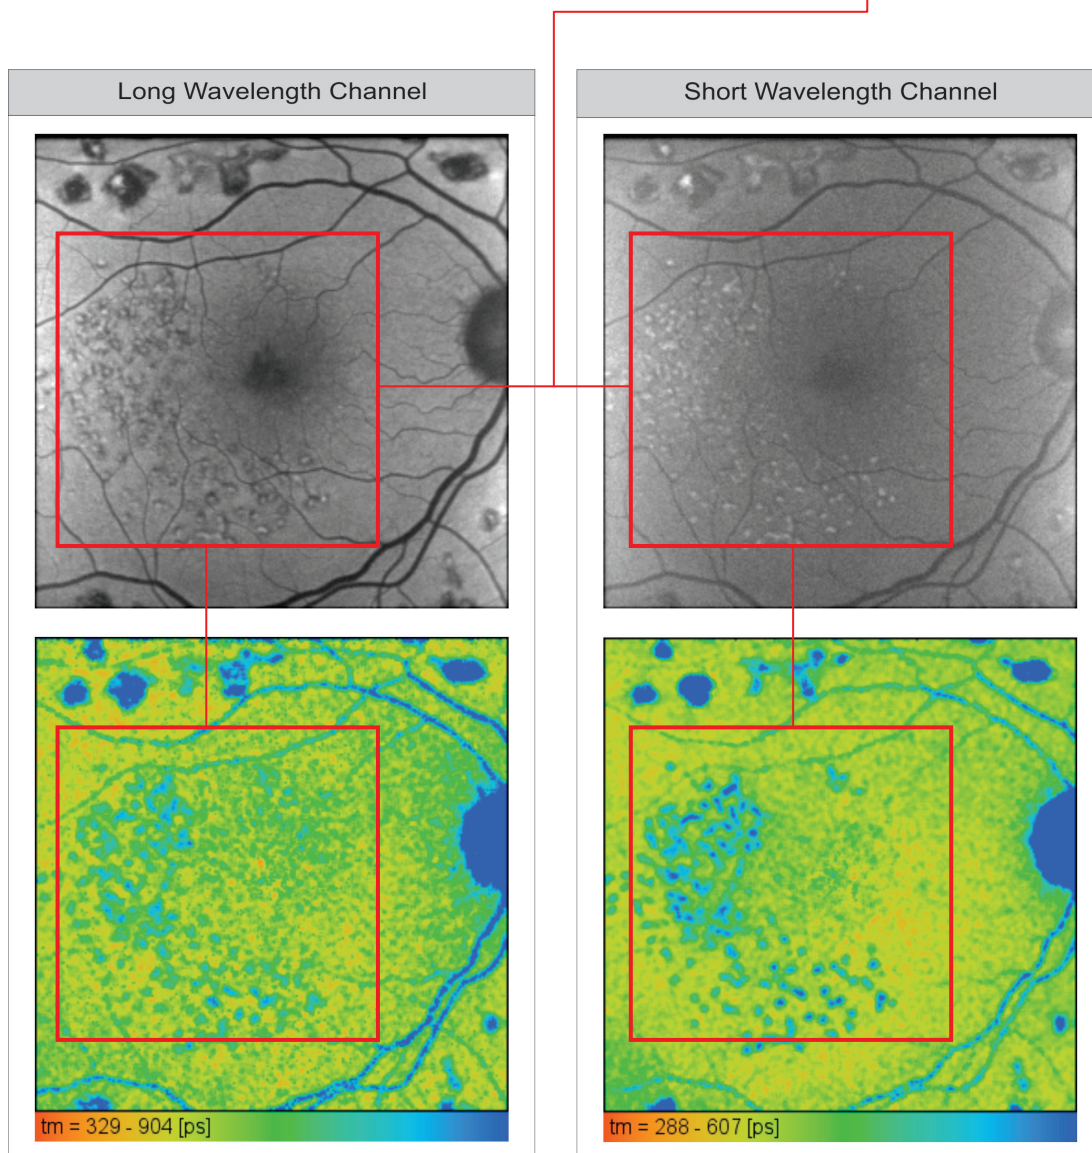 Long Wavelength Channel
Short Wavelength Channel
tm = 329 - 904 [ps]
tm = 288 - 607 [ps]